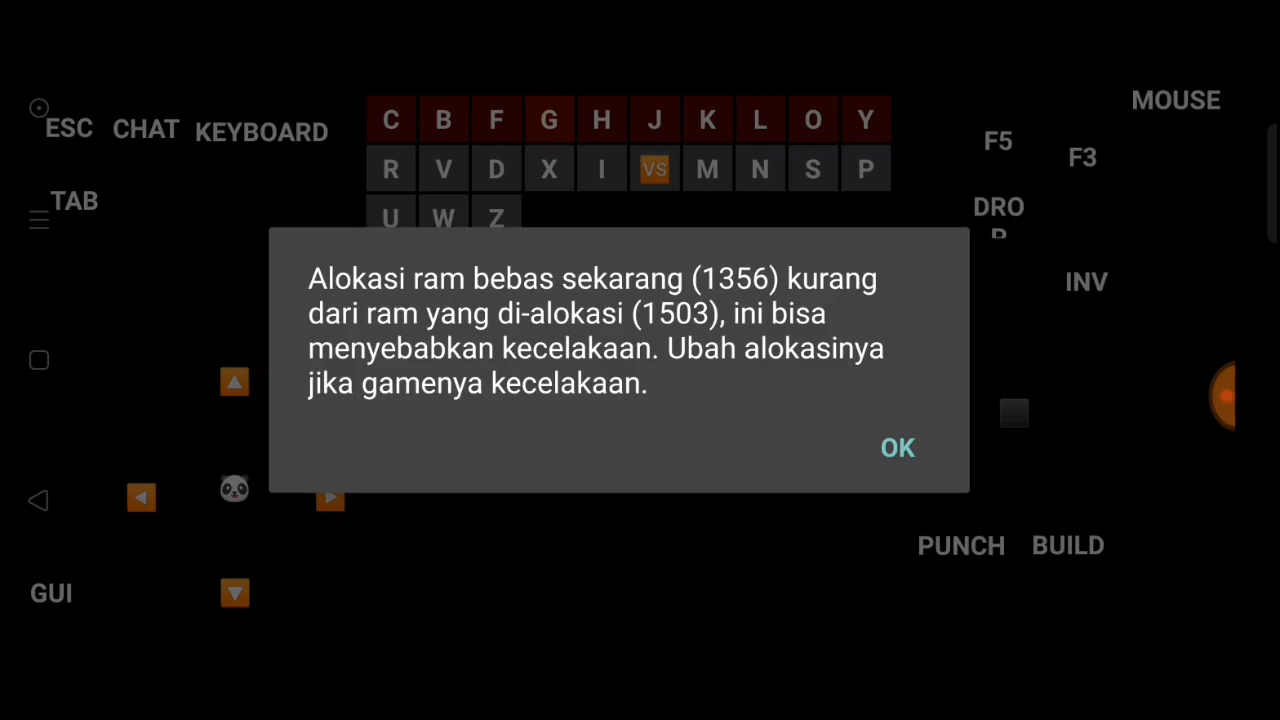 MOUSE
ESC CHAT KEYBOARD
C B F G H J K L O Y
F5
F3
R V D X I VS M N S P
TAB
DRO
P
U W Z
Alokasi ram bebas sekarang (1356) kurang
dari ram yang di-alokasi (1503), ini bisa
menyebabkan kecelakaan. Ubah alokasinya
jika gamenya kecelakaan.
OK
INV
PUNCH BUILD
GUI